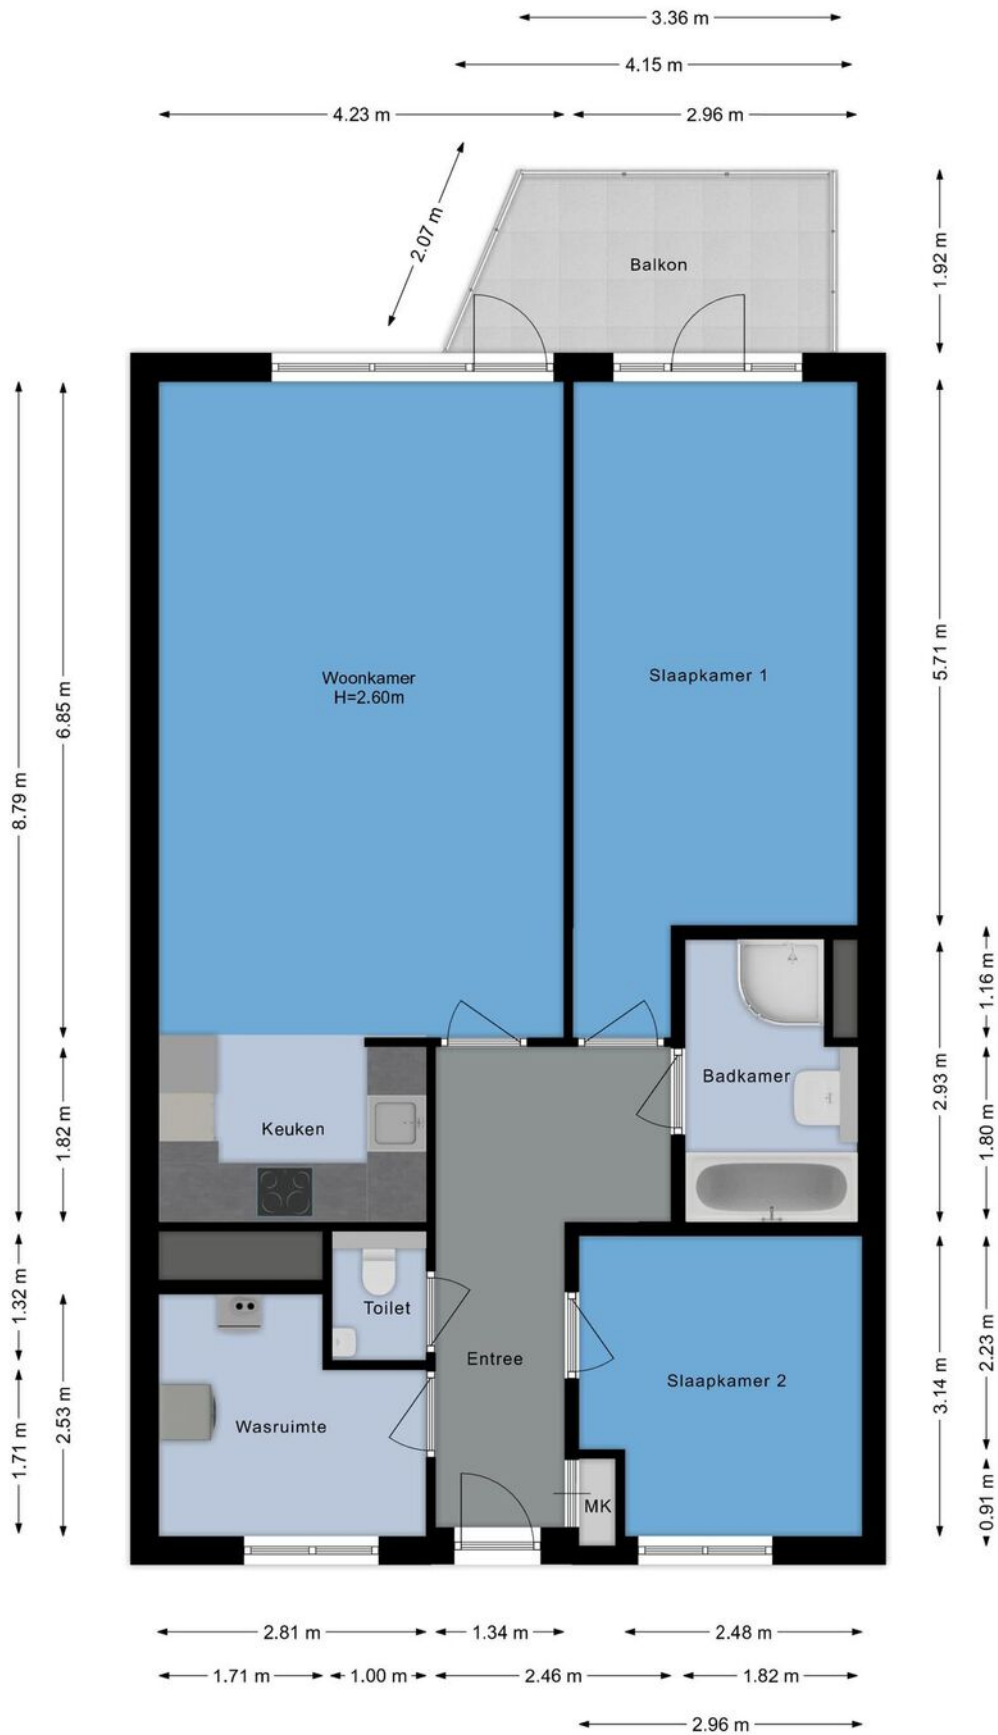 3.36 m
4.15 m
4.23 m
2.96 m
2.07 m
1.92 m
Balkon
8.79 m
6.85 m
5.71 m
Woonkamer
H=2.60m
Slaapkamer 1
1.16 m
2.93 m
1.80 m
1.82 m
Badkamer
Keuken
1.32 m
2.53 m
1.71 m
Toilet
Entree
Wasruimte
Slaapkamer 2
MK
2.23 m
3.14 m
0.91 m
2.81 m
1.34 m
2.48 m
1.71 m
1.00 m
2.46 m
1.82 m
2.96 m